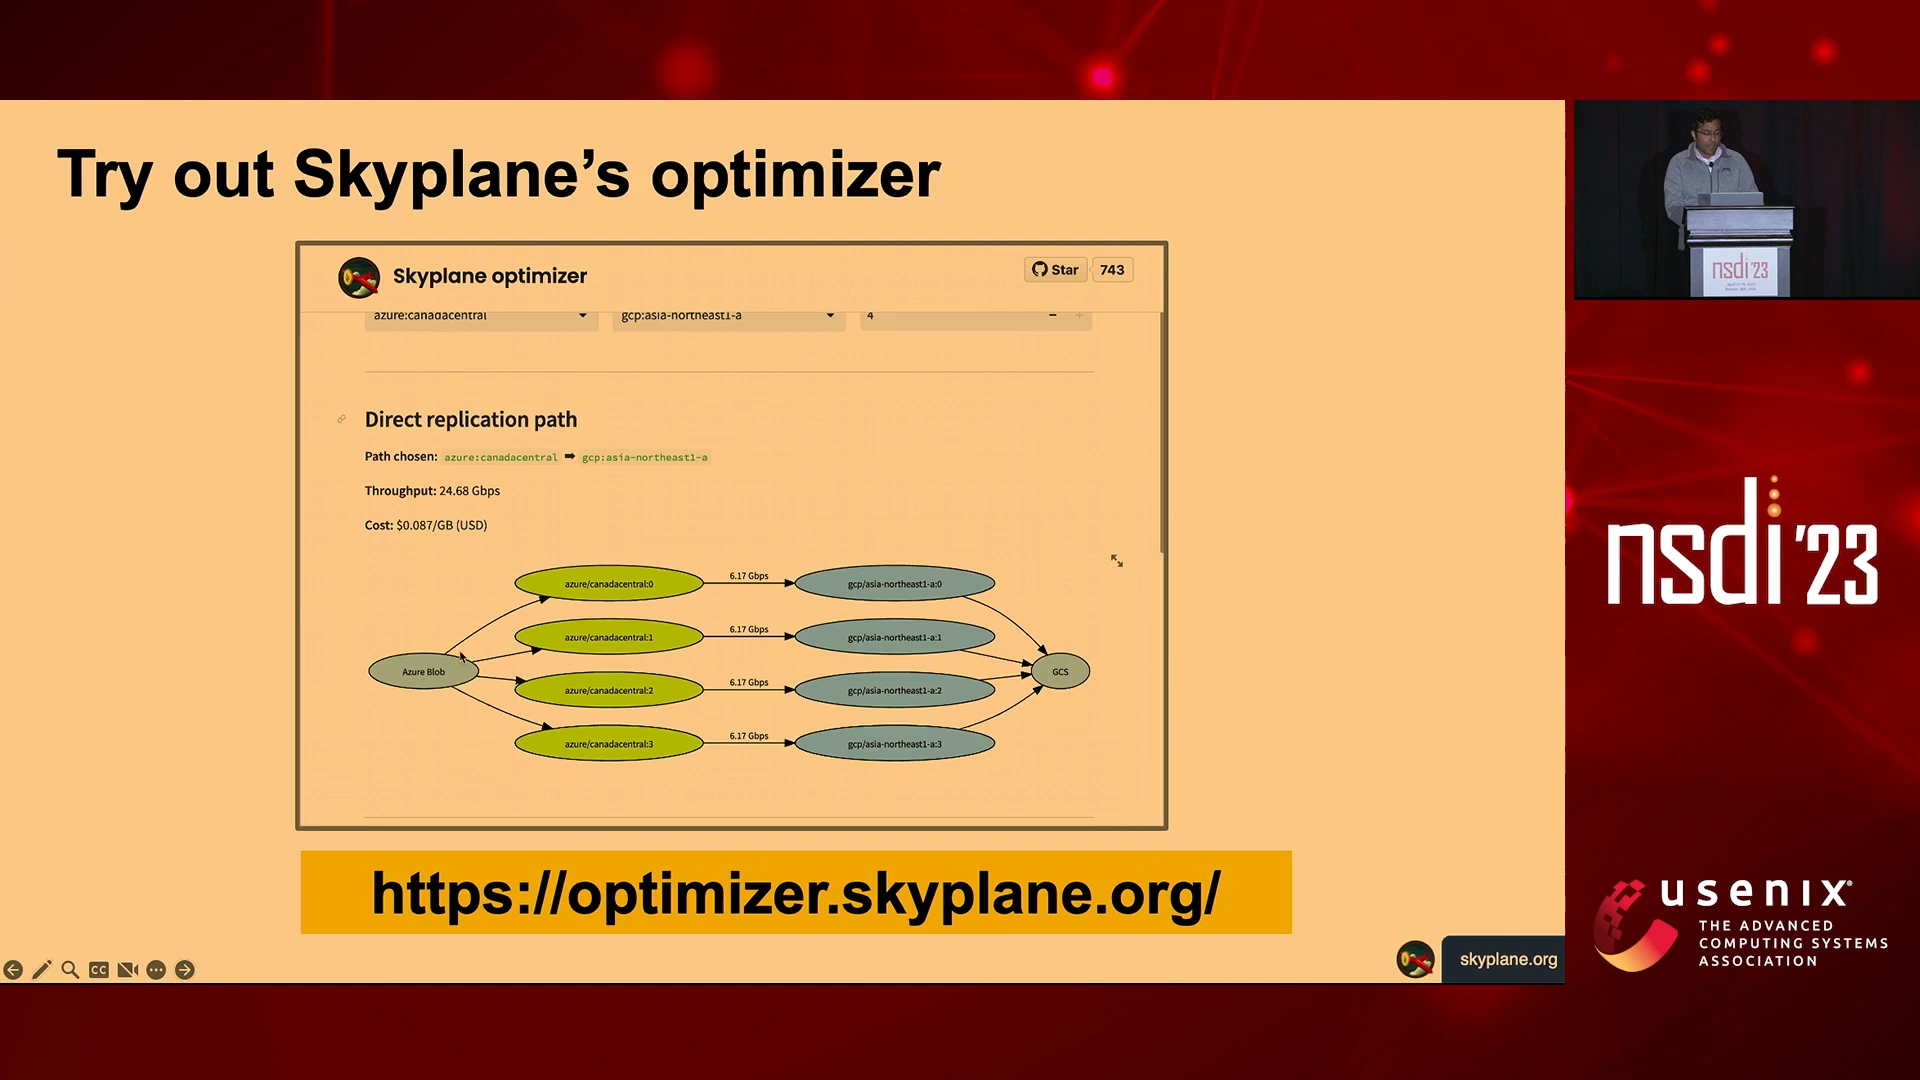 Try out Skyplane’s optimizer
Skyplane optimizer
Star 743
azure:canadacentral gcp:asia-northeast1-a 4
Direct replication path
Path chosen: azure:canadacentral ➡ gcp:asia-northeast1-a
Throughput: 24.68 Gbps
Cost: $0.087/GB (USD)
azure/canadacentral:0 6.17 Gbps gcp/asia-northeast1-a:0
azure/canadacentral:1 6.17 Gbps gcp/asia-northeast1-a:1
Azure Blob GCS
azure/canadacentral:2 6.17 Gbps gcp/asia-northeast1-a:2
azure/canadacentral:3 6.17 Gbps gcp/asia-northeast1-a:3
https://optimizer.skyplane.org/
CC
skyplane.org
nsdi '23
nsdi '23
usenix®
THE ADVANCED
COMPUTING SYSTEMS
ASSOCIATION